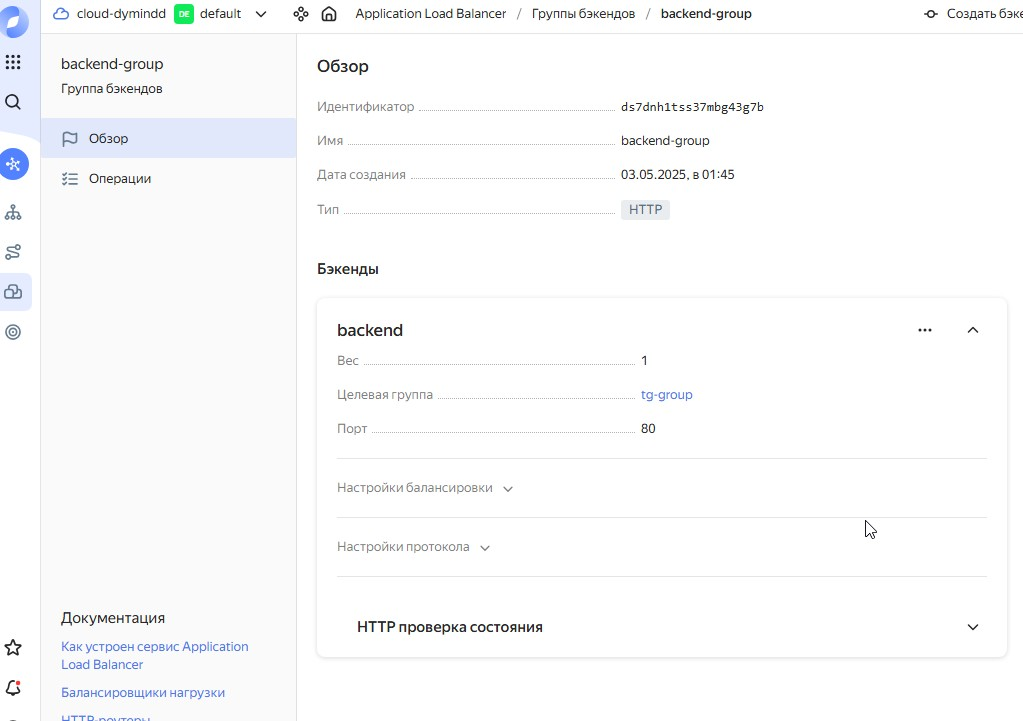 cloud-dymindd DE default Application Load Balancer / Группы бэкендов / backend-group Создать бэке
backend-group
Группа бэкендов
Обзор
Операции
Документация
Как устроен сервис Application
Load Balancer
Балансировщики нагрузки
HTTP-роутеры
Обзор
Идентификатор ds7dnh1tss37mbg43g7b
Имя backend-group
Дата создания 03.05.2025, в 01:45
Тип HTTP
Бэкенды
backend
Вес 1
Целевая группа tg-group
Порт 80
Настройки балансировки
Настройки протокола
HTTP проверка состояния